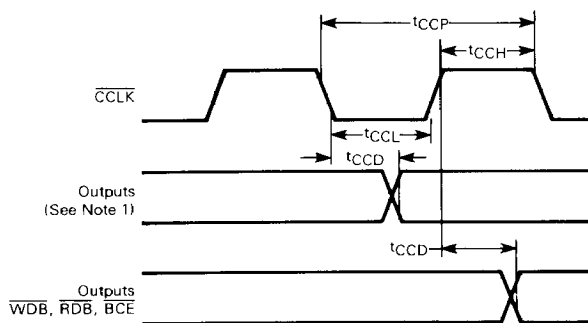 tCCP
tCCH
CCLK
tCCL
tCCD
Outputs
(See Note 1)
tCCD
Outputs
WDB, RDB, BCE